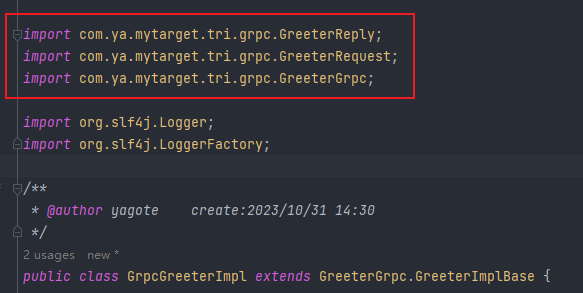 import com.ya.mytarget.tri.grpc.GreeterReply;
import com.ya.mytarget.tri.grpc.GreeterRequest;
import com.ya.mytarget.tri.grpc.GreeterGrpc;
import org.slf4j.Logger;
import org.slf4j.LoggerFactory;
/**
 * @author yagote    create:2023/10/31 14:30
 */
2 usages   new *
public class GrpcGreeterImpl extends GreeterGrpc.GreeterImplBase {